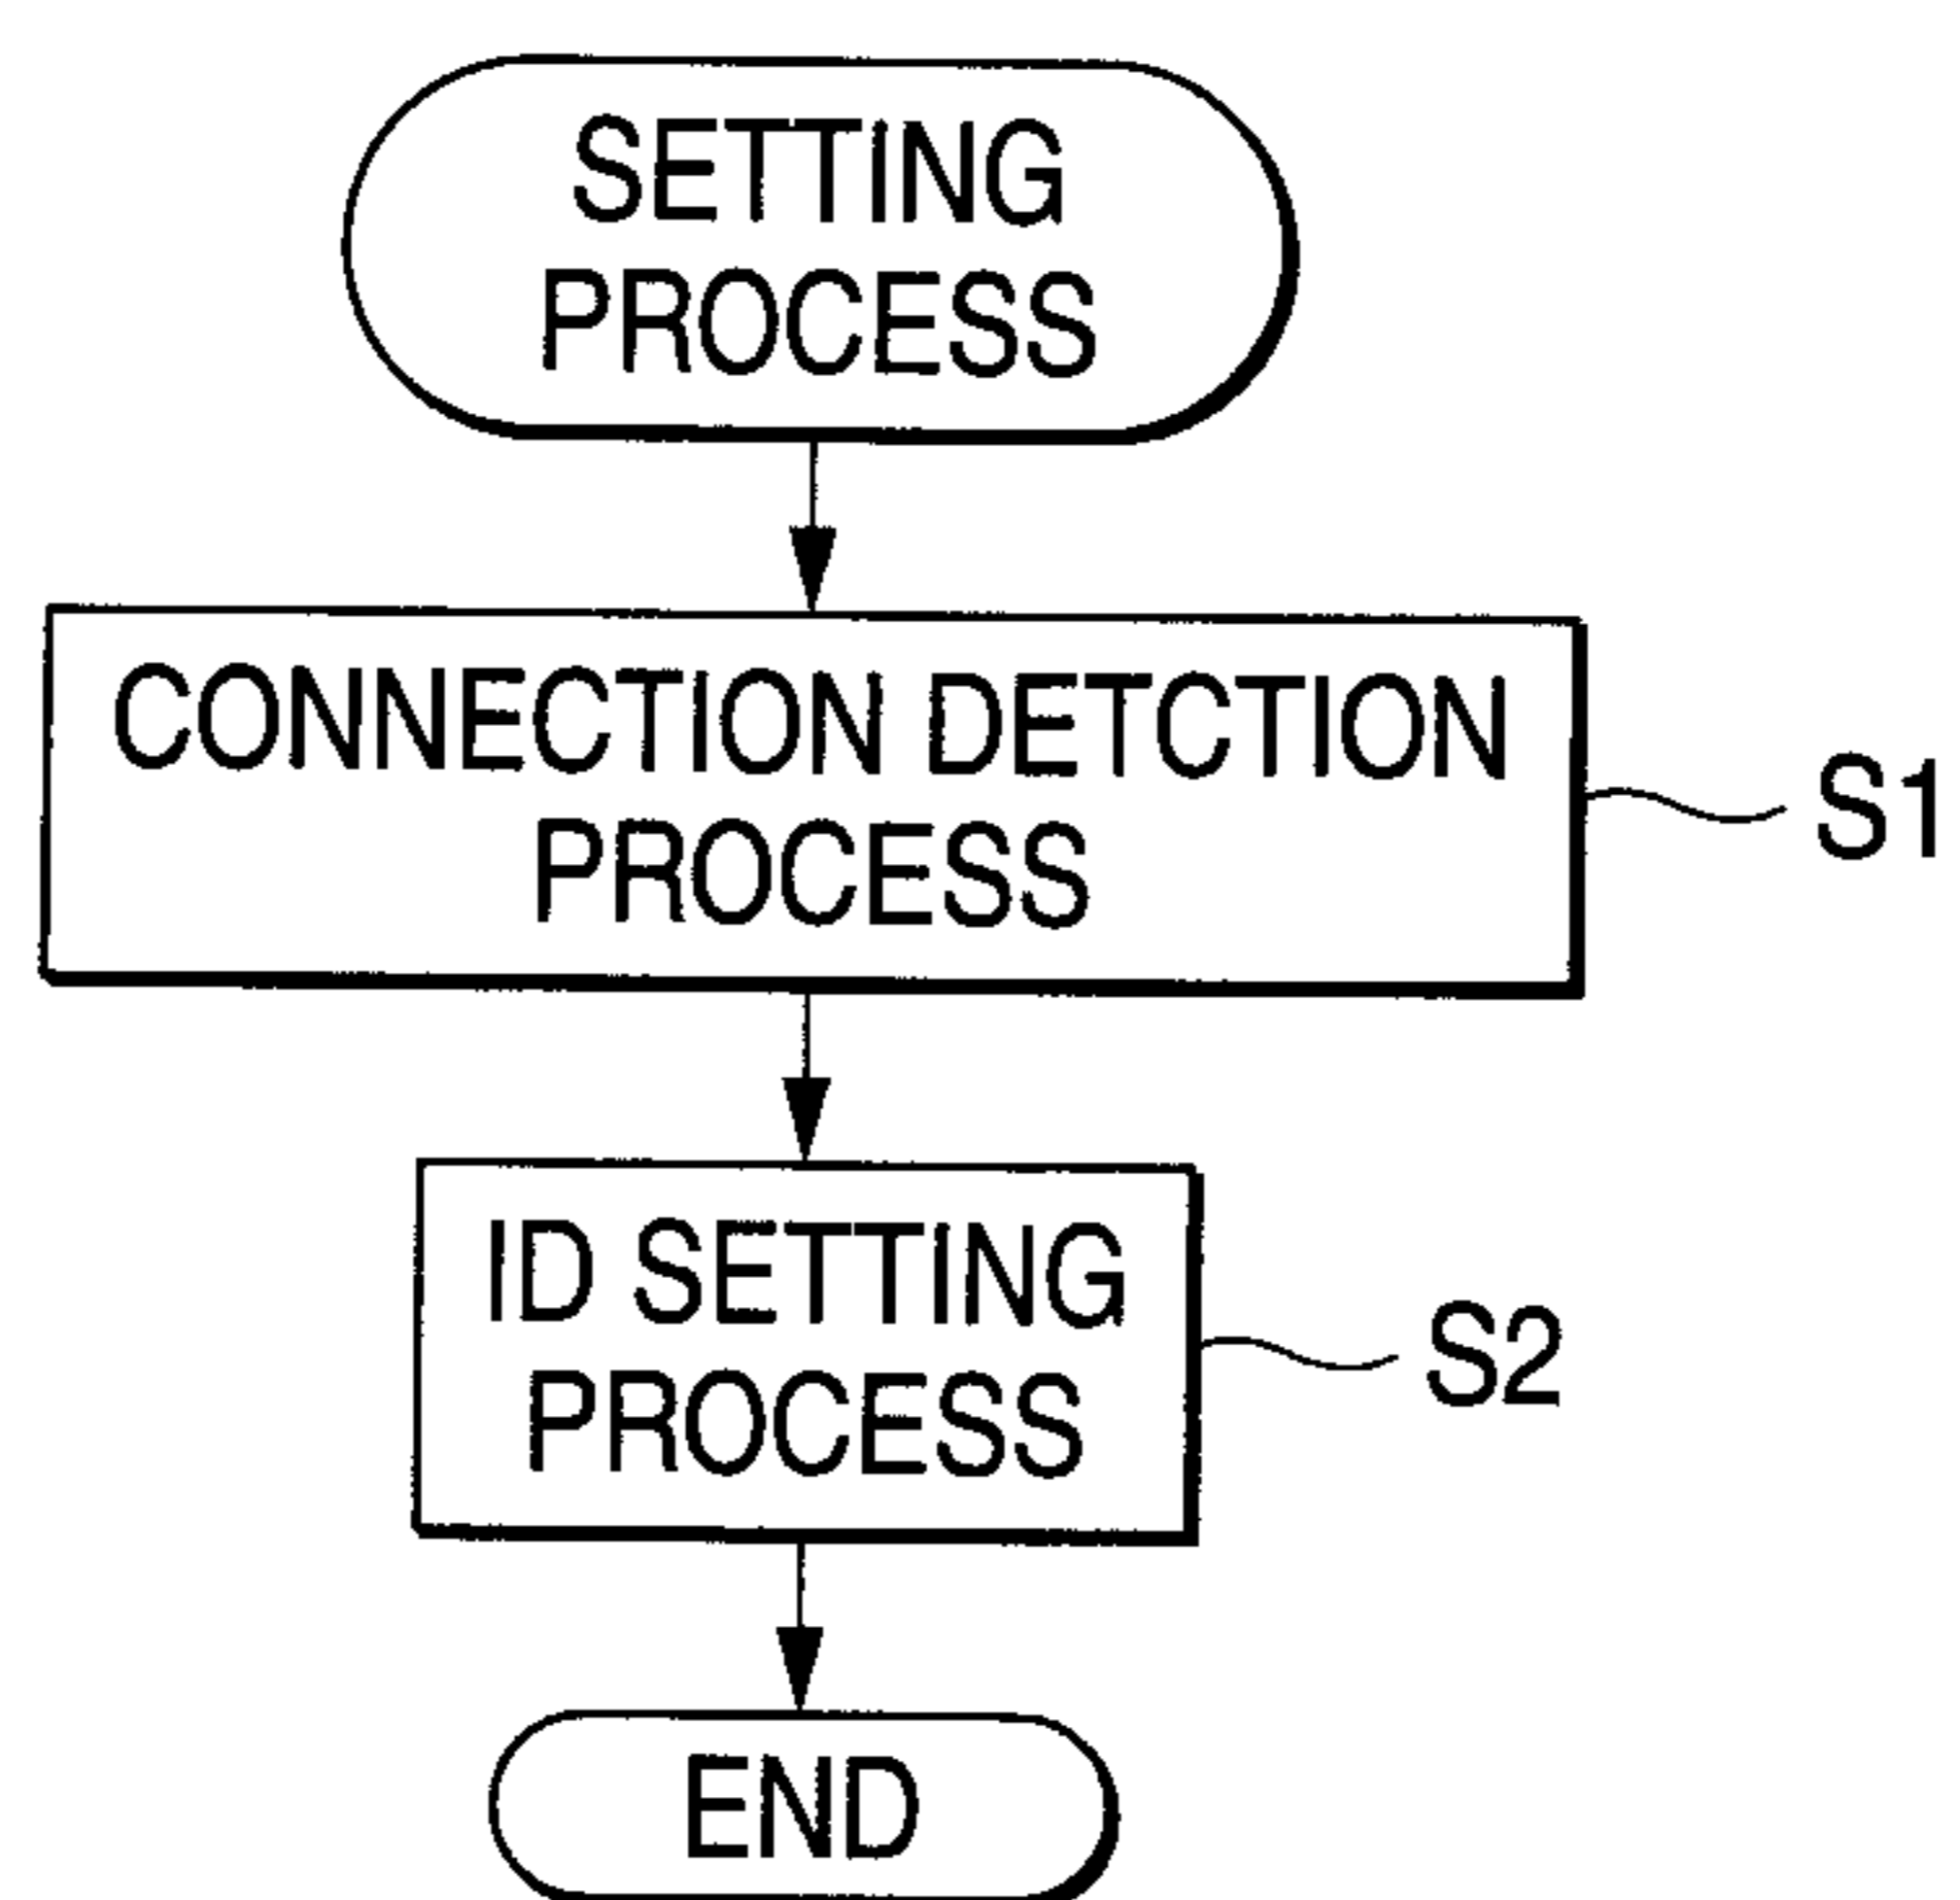 SETTING
PROCESS
CONNECTION DETCTION
PROCESS
S1
ID SETTING
PROCESS
S2
END